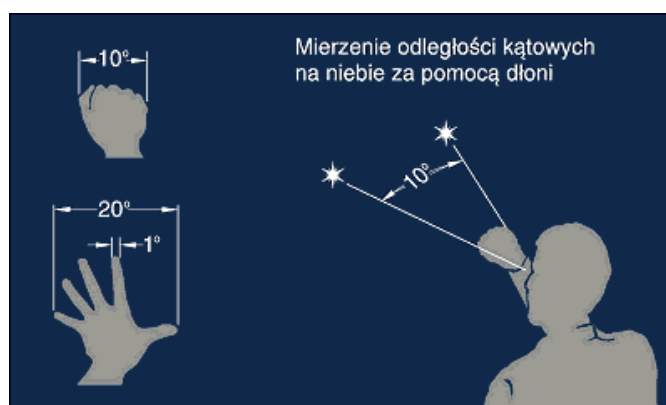 Mierzenie odległości kątowych
na niebie za pomocą dłoni
10°
10°
20°
1°